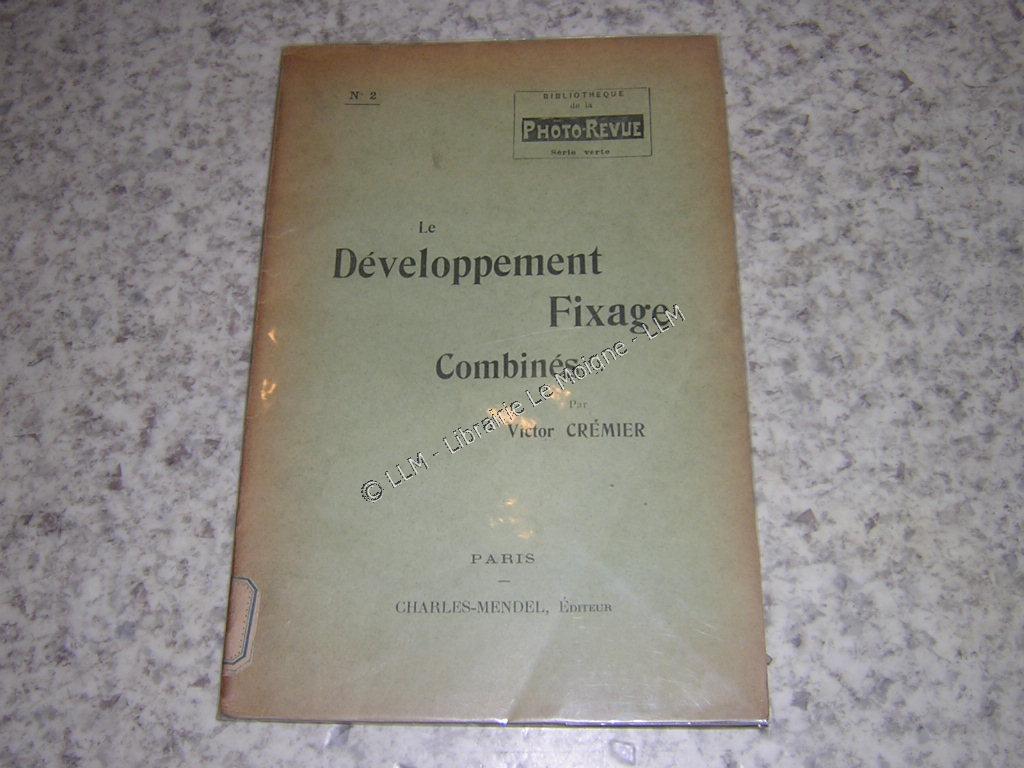 N° 2
BIBLIOTHÈQUE
de la
PHOTO-REVUE
Série verte
Le
Développement
Fixage
Combinés
Par
Victor CRÉMIER
PARIS
CHARLES-MENDEL, ÉDITEUR
© LLM - Librairie Le Moigne - LLM